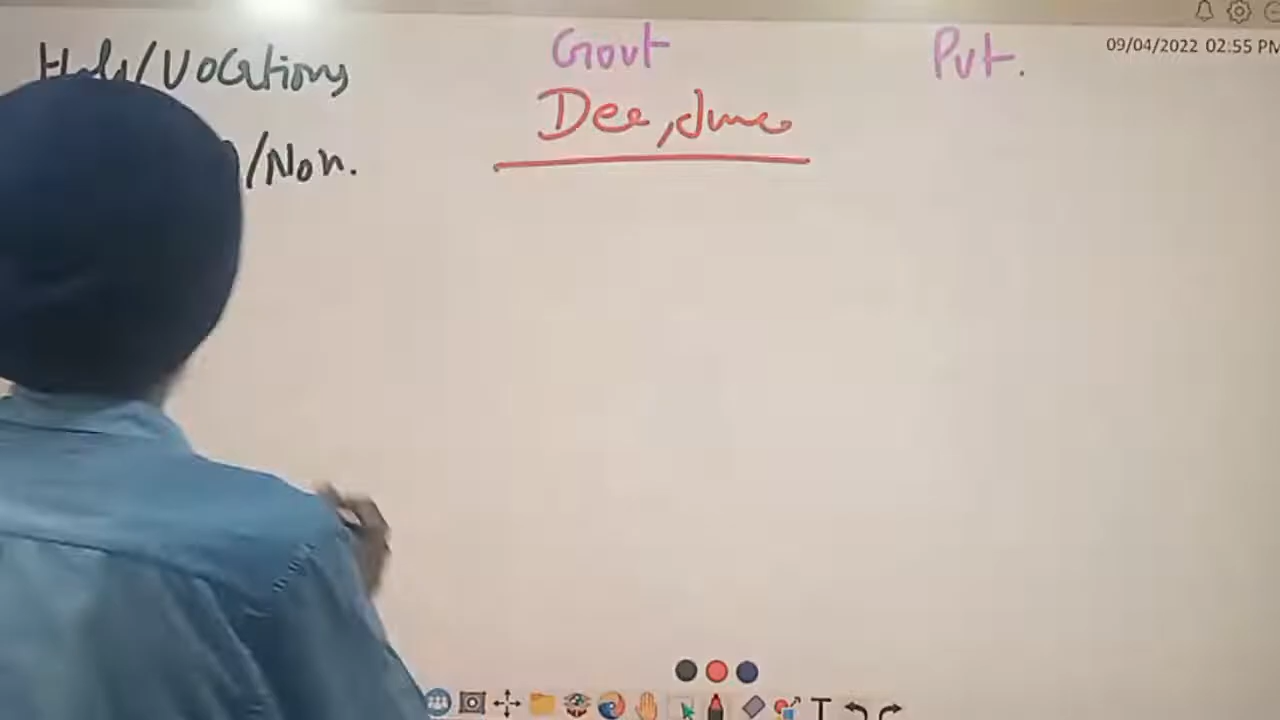 Govt Pvt. 09/04/2022 02:55 PM
/Vocations
Dec, June
/Non.
T